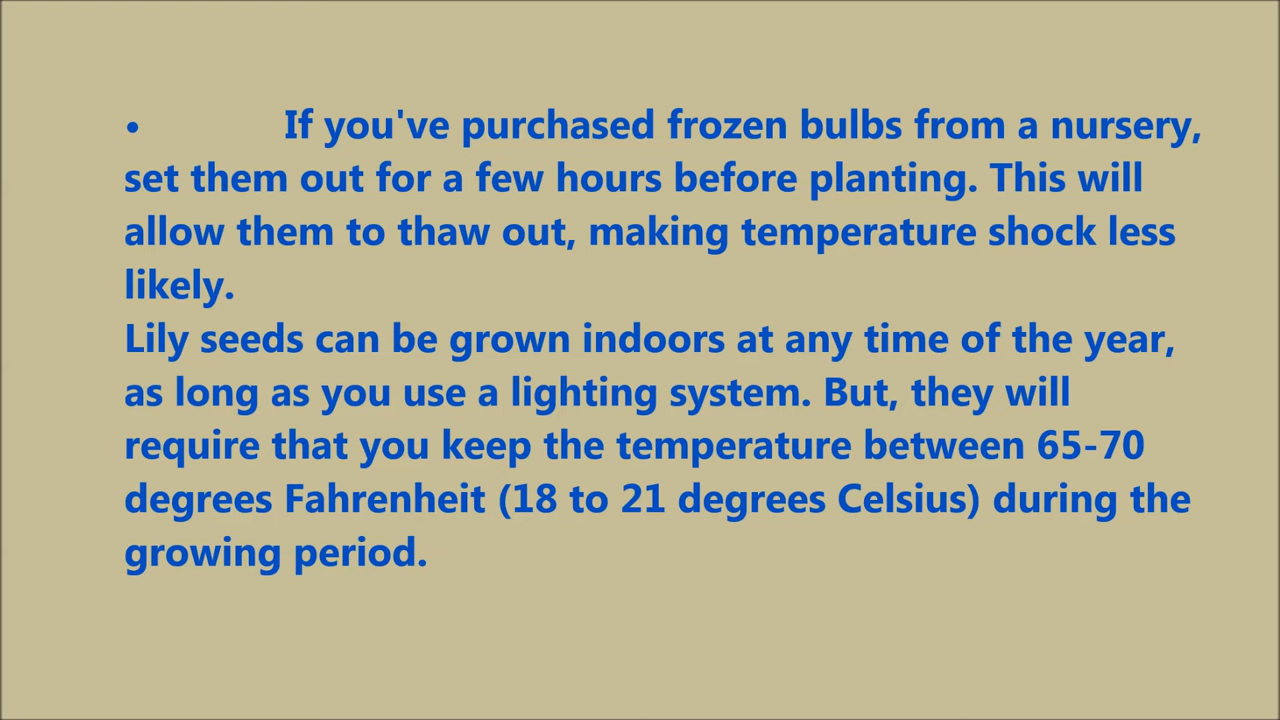 • If you've purchased frozen bulbs from a nursery,
set them out for a few hours before planting. This will
allow them to thaw out, making temperature shock less
likely.
Lily seeds can be grown indoors at any time of the year,
as long as you use a lighting system. But, they will
require that you keep the temperature between 65-70
degrees Fahrenheit (18 to 21 degrees Celsius) during the
growing period.